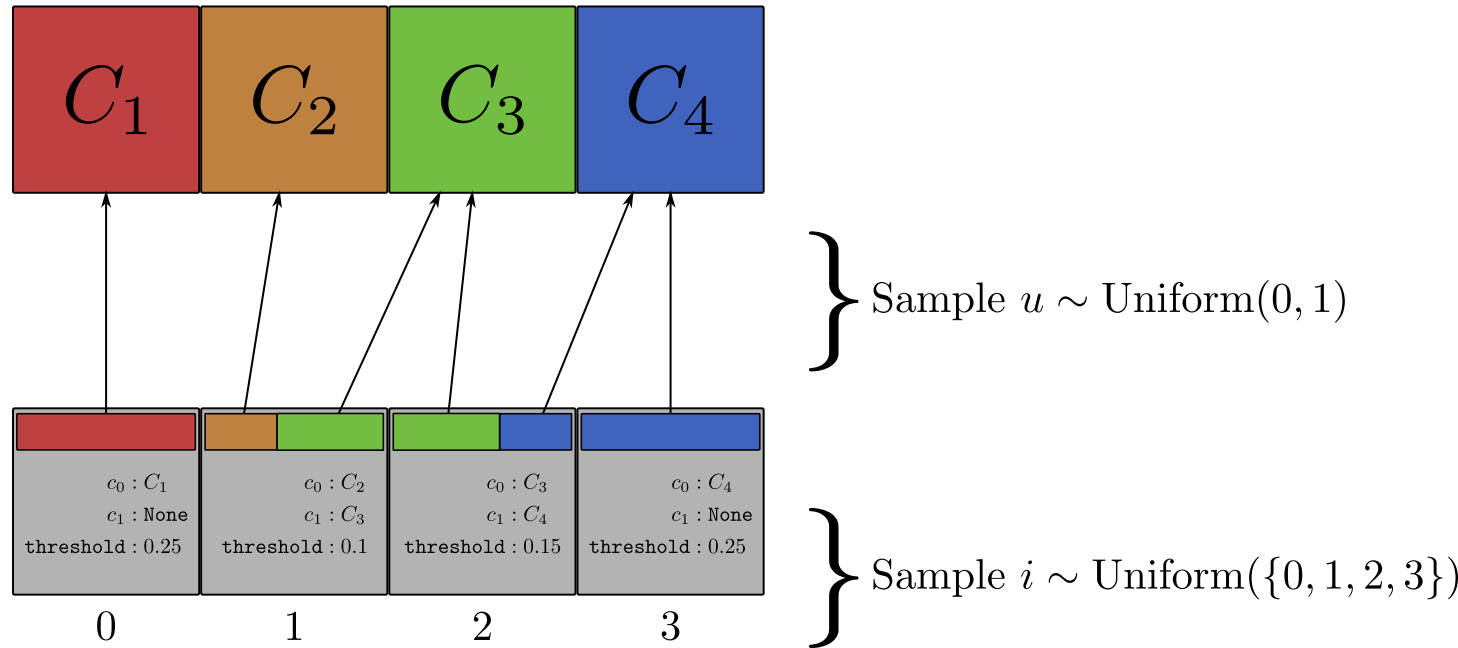 C₁ C₂ C₃ C₄
Sample u ∼ Uniform(0, 1)
c₀ : C₁
c₁ : None
threshold : 0.25
c₀ : C₂
c₁ : C₃
threshold : 0.1
c₀ : C₃
c₁ : C₄
threshold : 0.15
c₀ : C₄
c₁ : None
threshold : 0.25
Sample i ∼ Uniform({0, 1, 2, 3})
0 1 2 3